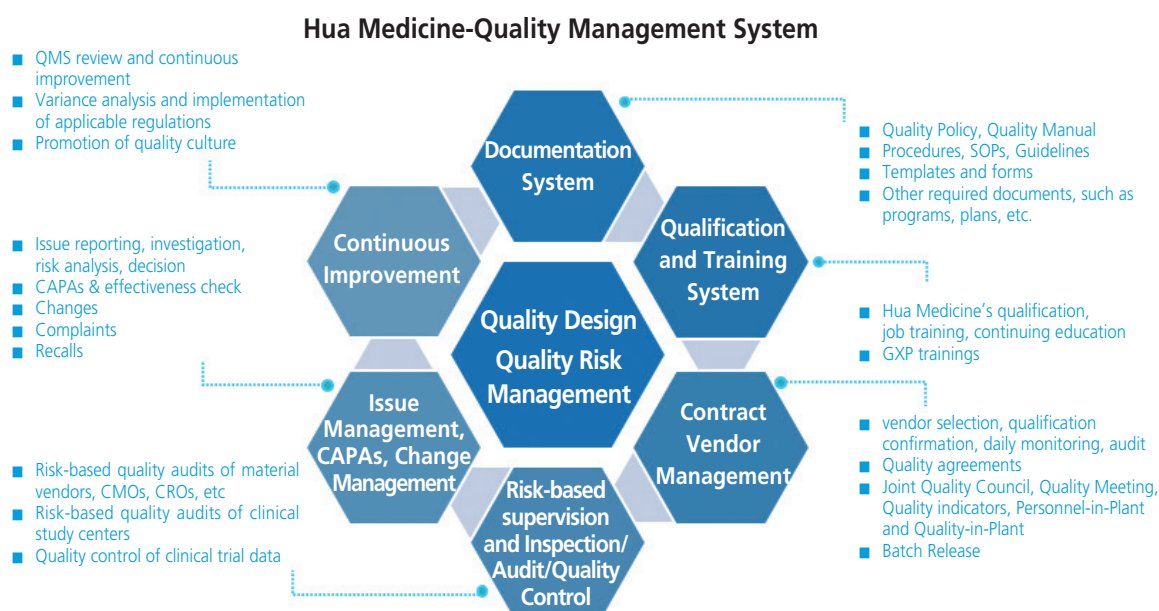 Hua Medicine-Quality Management System
■ QMS review and continuous
improvement
■ Variance analysis and implementation
of applicable regulations
■ Promotion of quality culture
Documentation
System
■ Quality Policy, Quality Manual
■ Procedures, SOPs, Guidelines
■ Templates and forms
■ Other required documents, such as
programs, plans, etc.
Continuous
Improvement
Qualification
and Training
System
■ Issue reporting, investigation,
risk analysis, decision
■ CAPAs & effectiveness check
■ Changes
■ Complaints
■ Recalls
Quality Design
Quality Risk
Management
■ Hua Medicine's qualification,
job training, continuing education
■ GXP trainings
Issue
Management,
CAPAs, Change
Management
Contract
Vendor
Management
■ vendor selection, qualification
confirmation, daily monitoring, audit
■ Quality agreements
■ Joint Quality Council, Quality Meeting,
Quality indicators, Personnel-in-Plant
and Quality-in-Plant
■ Batch Release
■ Risk-based quality audits of material
vendors, CMOs, CROs, etc
■ Risk-based quality audits of clinical
study centers
■ Quality control of clinical trial data
Risk-based
supervision
and Inspection/
Audit/Quality
Control